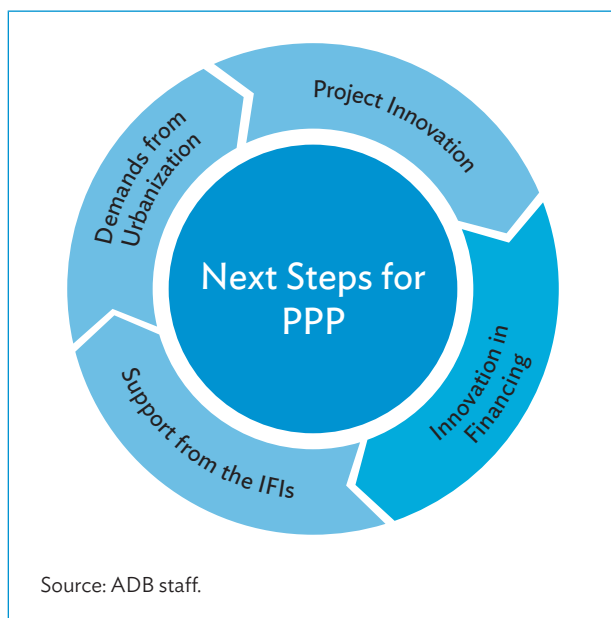 Project Innovation
Demands from
Urbanization
Next Steps for
PPP
Innovation in
Financing
Support from the IFIs
Source: ADB staff.